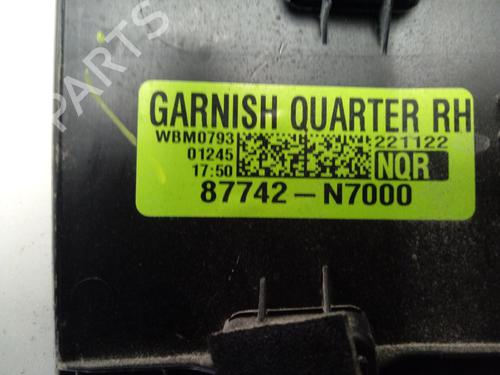 PARTS
GARNISH QUARTER RH
WBM0793 221122
01245 NQR
17:50
87742-N7000